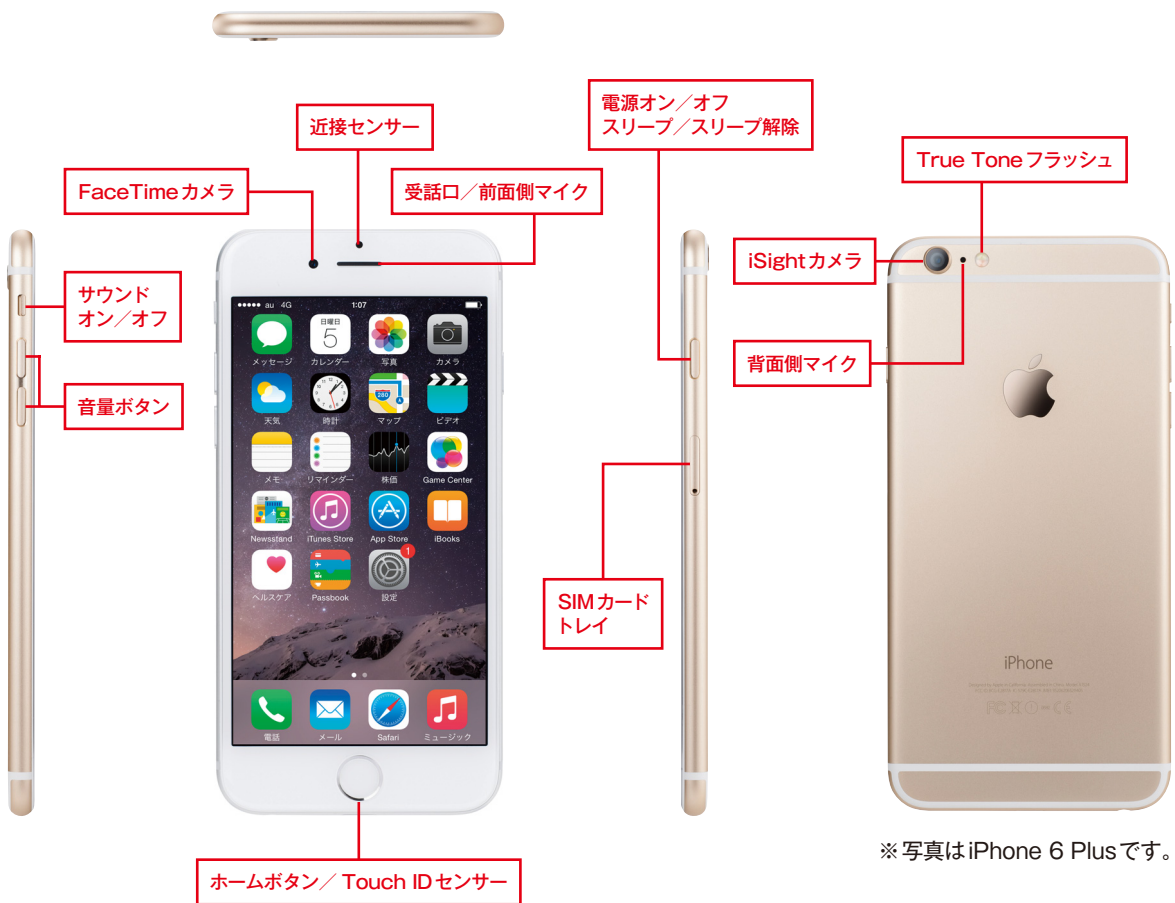 電源オン／オフ
スリープ／スリープ解除
近接センサー
True Toneフラッシュ
FaceTimeカメラ
受話口／前面側マイク
iSightカメラ
サウンド
オン／オフ
背面側マイク
音量ボタン
au 4G 1:07
日曜日
5
メッセージ カレンダー 写真 カメラ
280
天気 時計 マップ ビデオ
メモ リマインダー 株価 Game Center
Newsstand iTunes Store App Store iBooks
1
ヘルスケア Passbook 設定
SIMカード
トレイ
iPhone
電話 メール Safari ミュージック
※写真はiPhone 6 Plusです。
ホームボタン／Touch IDセンサー